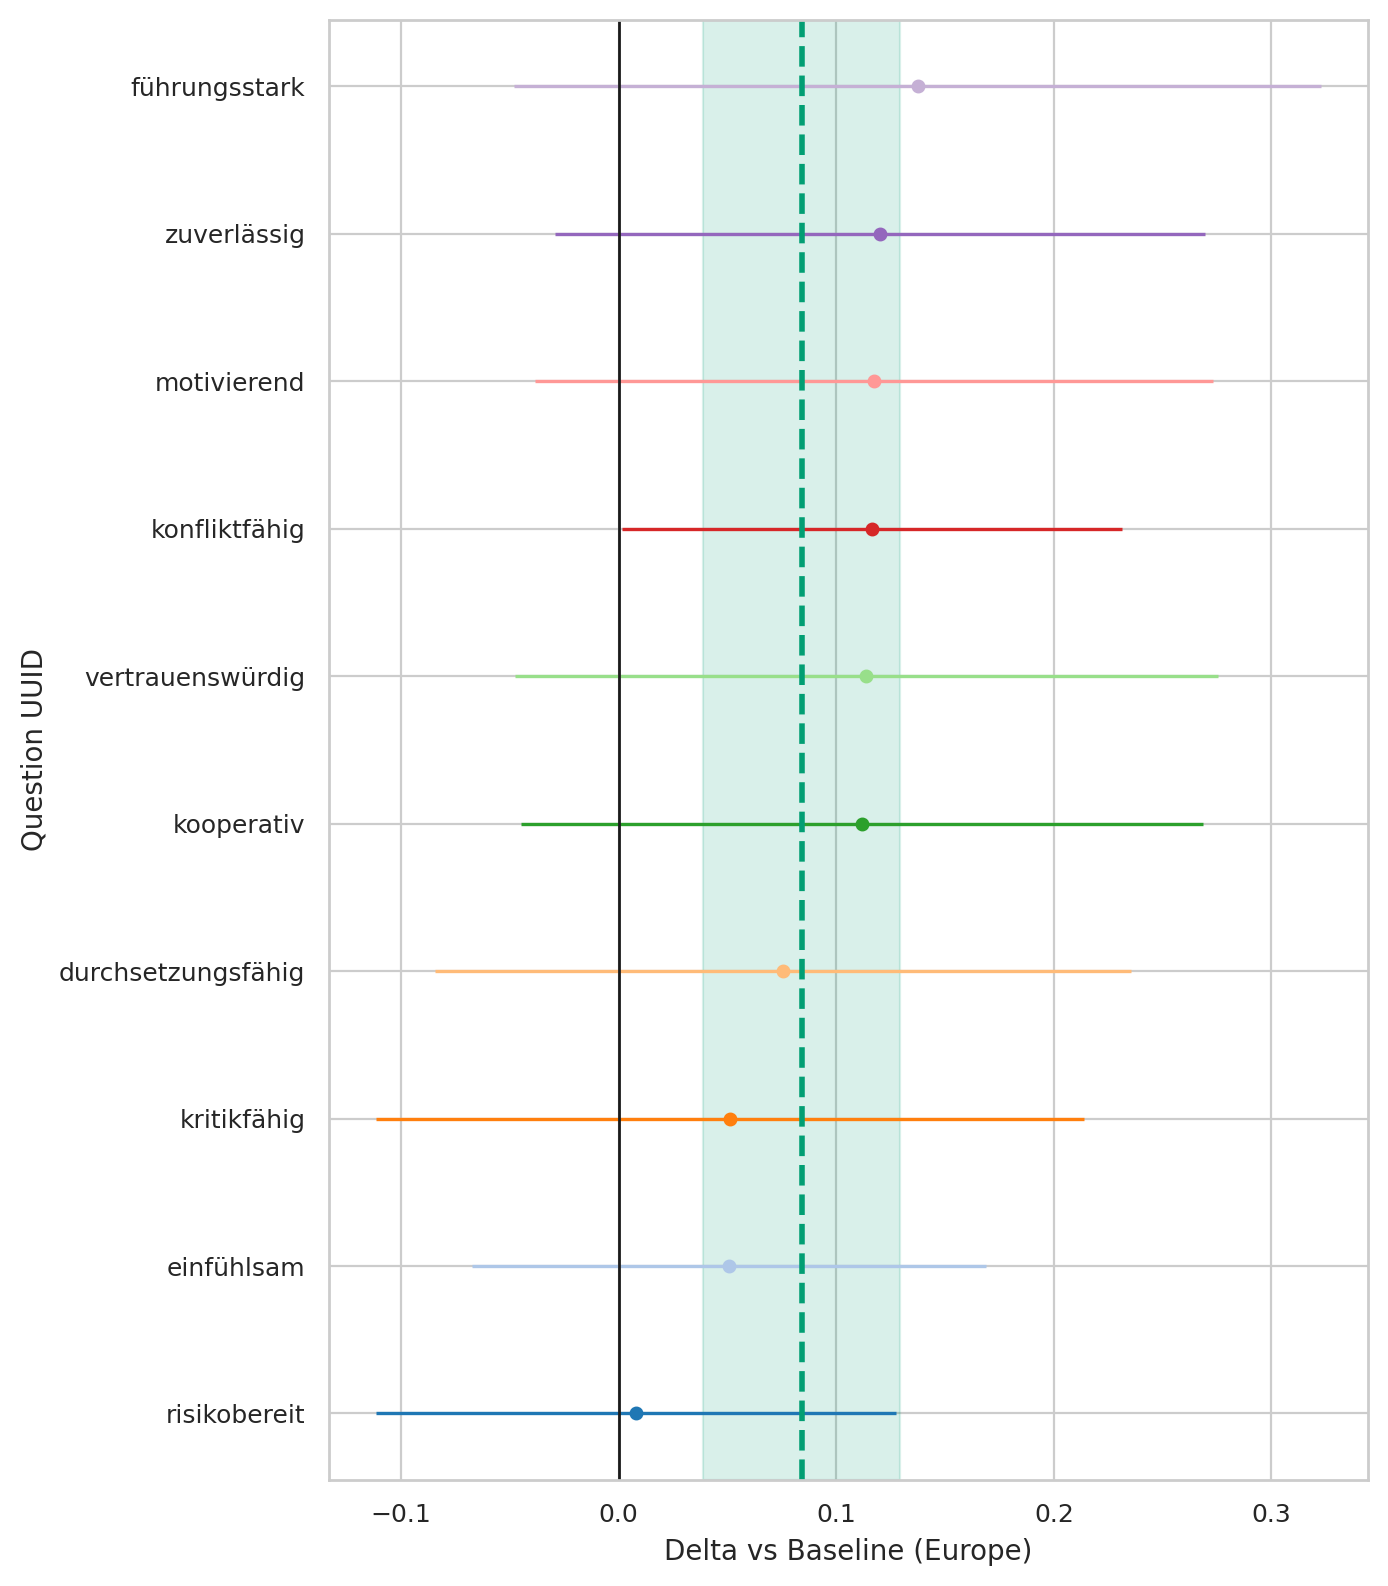 führungsstark
zuverlässig
motivierend
konfliktfähig
vertrauenswürdig
kooperativ
durchsetzungsfähig
kritikfähig
einfühlsam
risikobereit
Question UUID
−0.1 0.0 0.1 0.2 0.3
Delta vs Baseline (Europe)